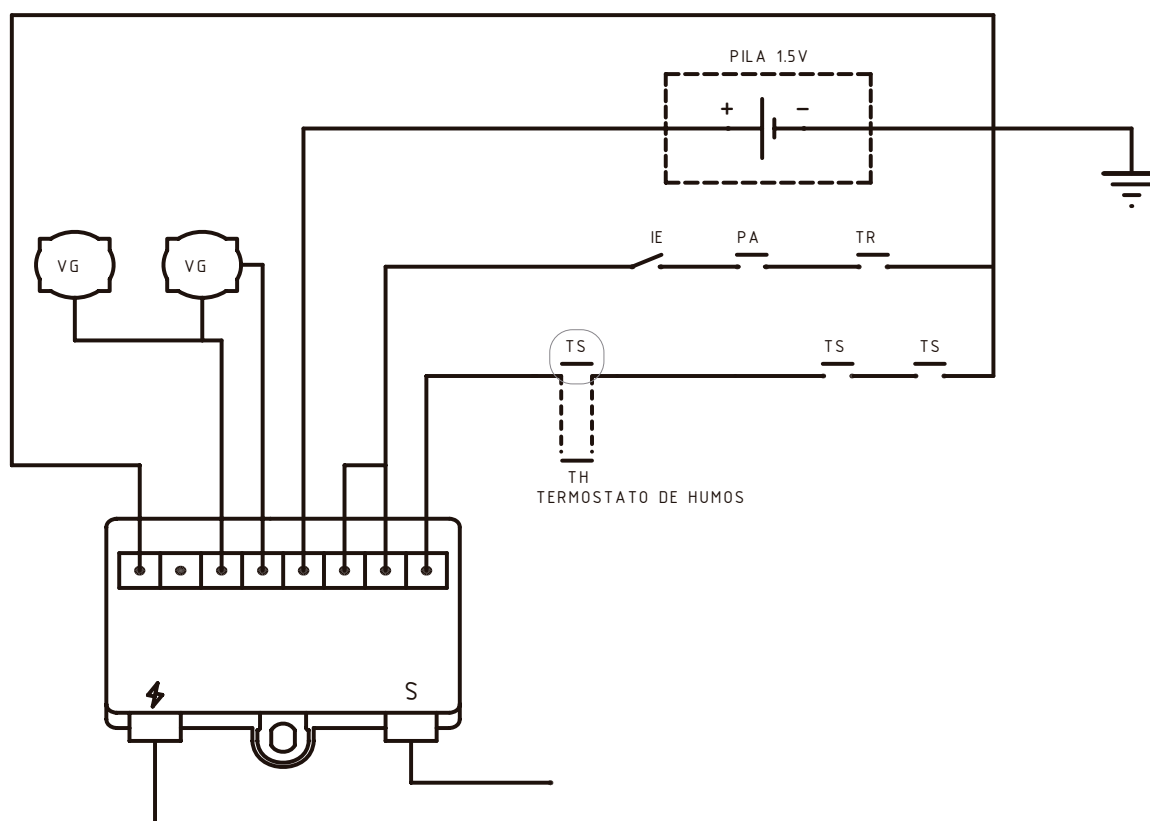 PILA 1.5V
+ −
IE PA TR
VG VG
TS TS TS
TH
TERMOSTATO DE HUMOS
S